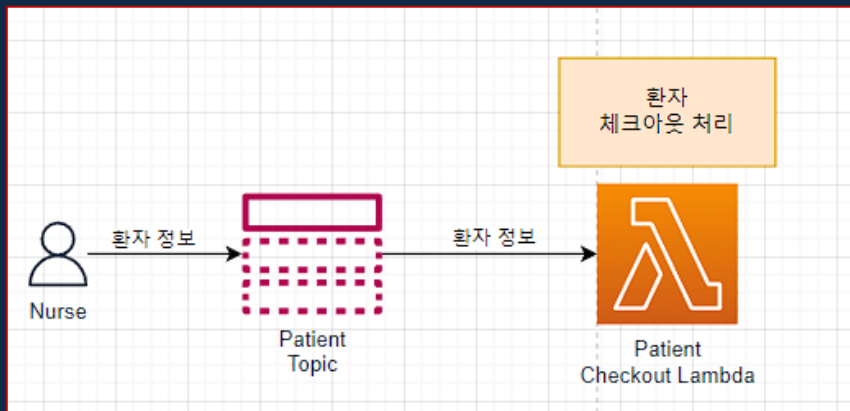 환자
체크아웃 처리
환자 정보
환자 정보
Nurse
Patient
Topic
Patient
Checkout Lambda